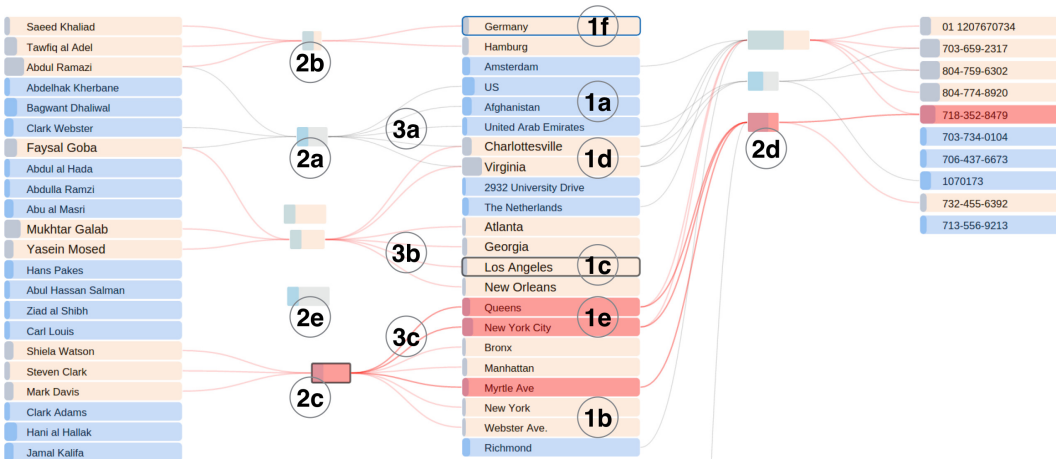 Saeed Khaliad
Tawfiq al Adel
Abdul Ramazi
Abdelhak Kherbane
Bagwant Dhaliwal
Clark Webster
Faysal Goba
Abdul al Hada
Abdulla Ramzi
Abu al Masri
Mukhtar Galab
Yasein Mosed
Hans Pakes
Abul Hassan Salman
Ziad al Shibh
Carl Louis
Shiela Watson
Steven Clark
Mark Davis
Clark Adams
Hani al Hallak
Jamal Kalifa
2b
2a
2e
2c
3a
3b
3c
Germany
Hamburg
Amsterdam
US
Afghanistan
United Arab Emirates
Charlottesville
Virginia
2932 University Drive
The Netherlands
Atlanta
Georgia
Los Angeles
New Orleans
Queens
New York City
Bronx
Manhattan
Myrtle Ave
New York
Webster Ave.
Richmond
1f
1a
1d
1c
1e
1b
2d
01 1207670734
703-659-2317
804-759-6302
804-774-8920
718-352-8479
703-734-0104
706-437-6673
1070173
732-455-6392
713-556-9213